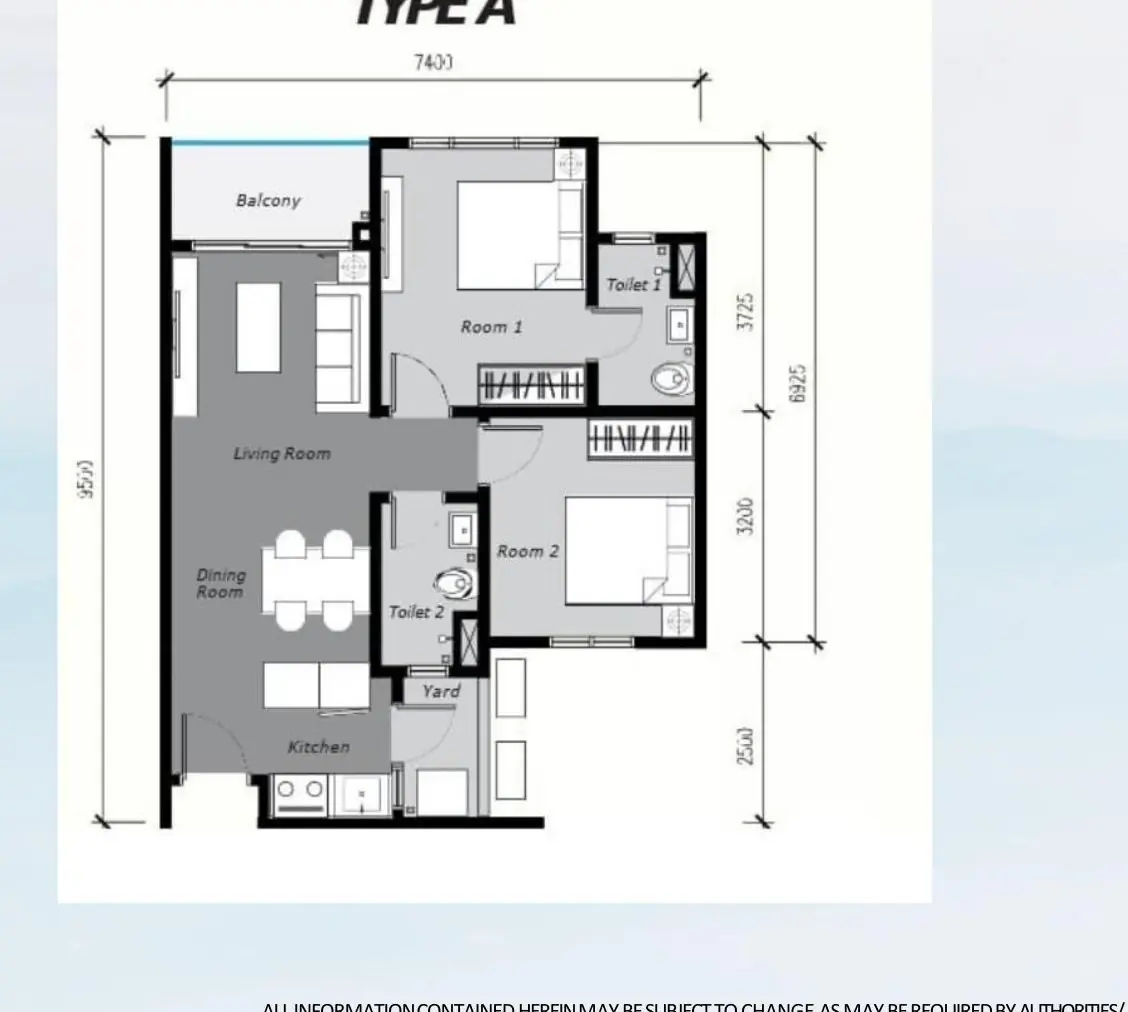 TYPE A
7400
Balcony
Toilet 1
Room 1
3725
6925
Living Room
9500
3200
Room 2
Dining
Room
Toilet 2
Yard
Kitchen
2500
ALL INFORMATION CONTAINED HEREIN MAY BE SUBJECT TO CHANGE AS MAY BE REQUIRED BY AUTHORITIES/